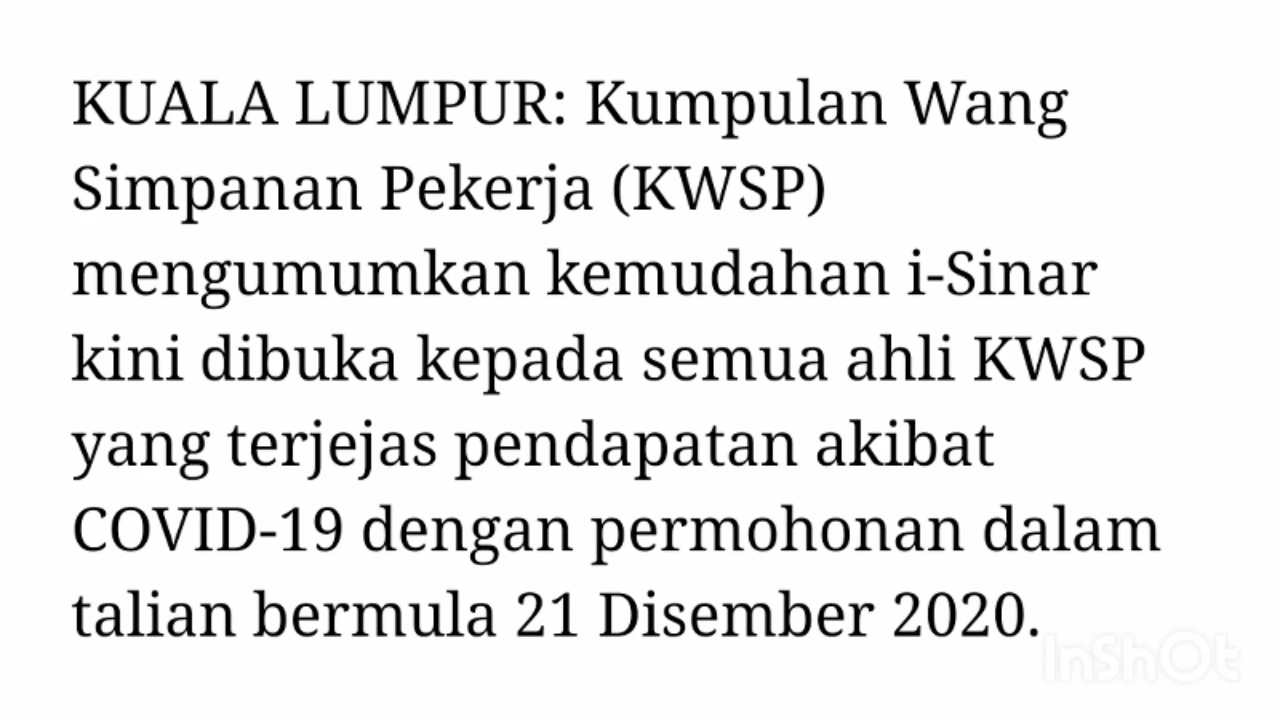 KUALA LUMPUR: Kumpulan Wang
Simpanan Pekerja (KWSP)
mengumumkan kemudahan i-Sinar
kini dibuka kepada semua ahli KWSP
yang terjejas pendapatan akibat
COVID-19 dengan permohonan dalam
talian bermula 21 Disember 2020.
InShOt